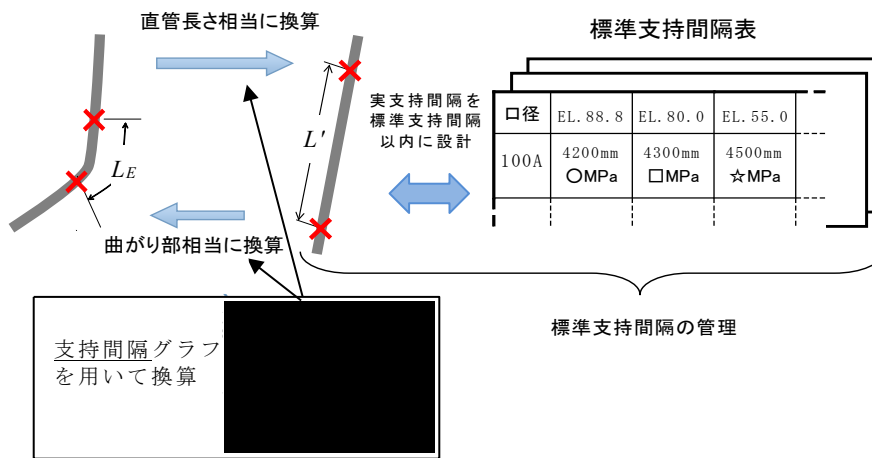 直管長さ相当に換算
標準支持間隔表
実支持間隔を
標準支持間隔
以内に設計
口径 EL.88.8 EL.80.0 EL.55.0
100A 4200mm 4300mm 4500mm
○MPa □MPa ☆MPa
LE
L'
曲がり部相当に換算
標準支持間隔の管理
支持間隔グラフ
を用いて換算